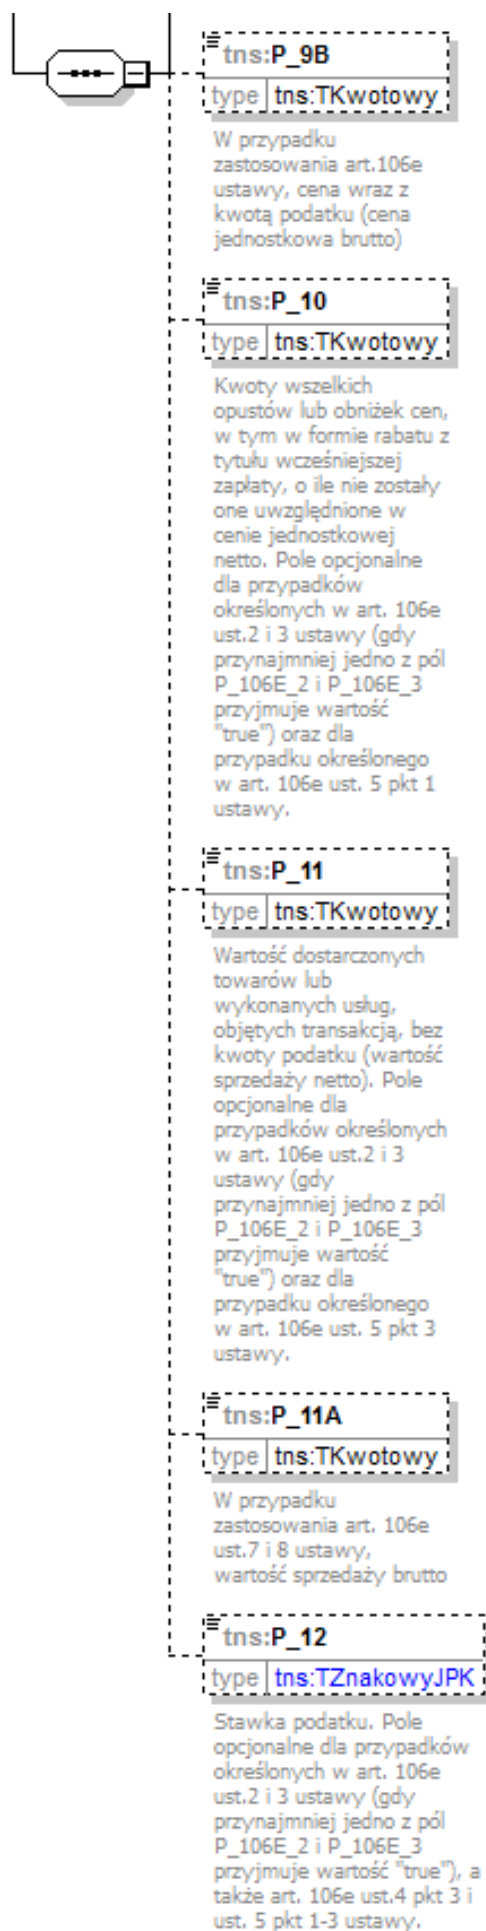 tns:P_9B
type tns:TKwotowy
W przypadku
zastosowania art.106e
ustawy, cena wraz z
kwotą podatku (cena
jednostkowa brutto)
tns:P_10
type tns:TKwotowy
Kwoty wszelkich
opustów lub obniżek cen,
w tym w formie rabatu z
tytułu wcześniejszej
zapłaty, o ile nie zostały
one uwzględnione w
cenie jednostkowej
netto. Pole opcjonalne
dla przypadków
określonych w art. 106e
ust.2 i 3 ustawy (gdy
przynajmniej jedno z pól
P_106E_2 i P_106E_3
przyjmuje wartość
"true") oraz dla
przypadku określonego
w art. 106e ust. 5 pkt 1
ustawy.
tns:P_11
type tns:TKwotowy
Wartość dostarczonych
towarów lub
wykonanych usług,
objętych transakcją, bez
kwoty podatku (wartość
sprzedaży netto). Pole
opcjonalne dla
przypadków określonych
w art. 106e ust.2 i 3
ustawy (gdy
przynajmniej jedno z pól
P_106E_2 i P_106E_3
przyjmuje wartość
"true") oraz dla
przypadku określonego
w art. 106e ust. 5 pkt 3
ustawy.
tns:P_11A
type tns:TKwotowy
W przypadku
zastosowania art. 106e
ust.7 i 8 ustawy,
wartość sprzedaży brutto
tns:P_12
type tns:TZnakowyJPK
Stawka podatku. Pole
opcjonalne dla przypadków
określonych w art. 106e
ust.2 i 3 ustawy (gdy
przynajmniej jedno z pól
P_106E_2 i P_106E_3
przyjmuje wartość "true"), a
także art. 106e ust.4 pkt 3 i
ust. 5 pkt 1-3 ustawy.